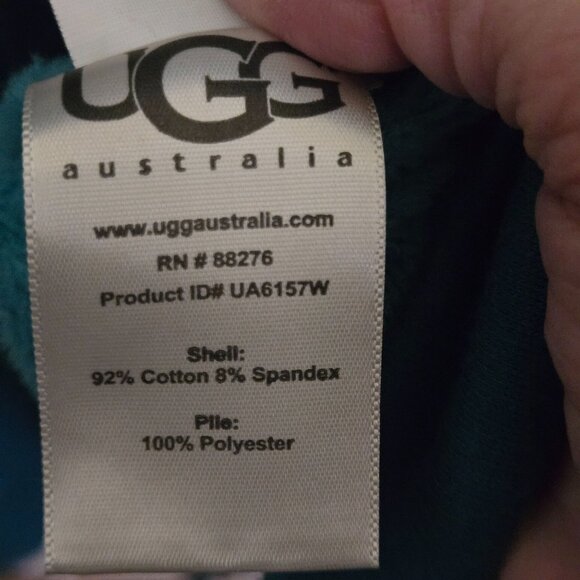 UGG
australia
www.uggaustralia.com
RN # 88276
Product ID# UA6157W
Shell:
92% Cotton 8% Spandex
Pile:
100% Polyester